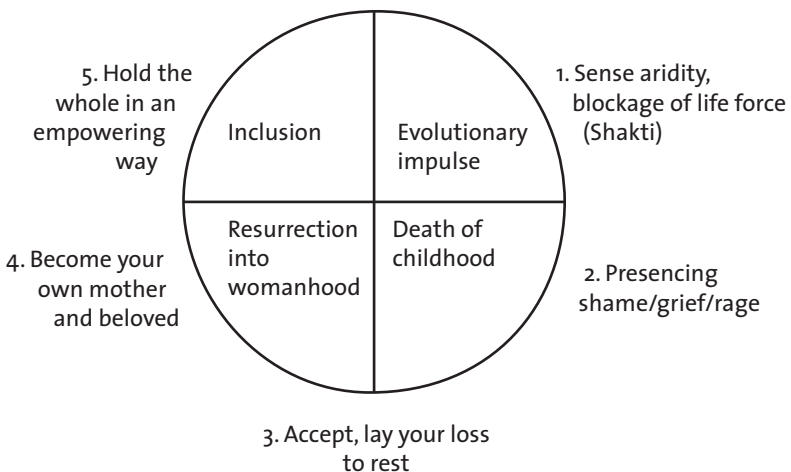 1. Sense aridity,
blockage of life force
(Shakti)
Evolutionary
impulse
2. Presencing
shame/grief/rage
Death of
childhood
3. Accept, lay your loss
to rest
4. Become your
own mother
and beloved
Resurrection
into
womanhood
5. Hold the
whole in an
empowering
way
Inclusion